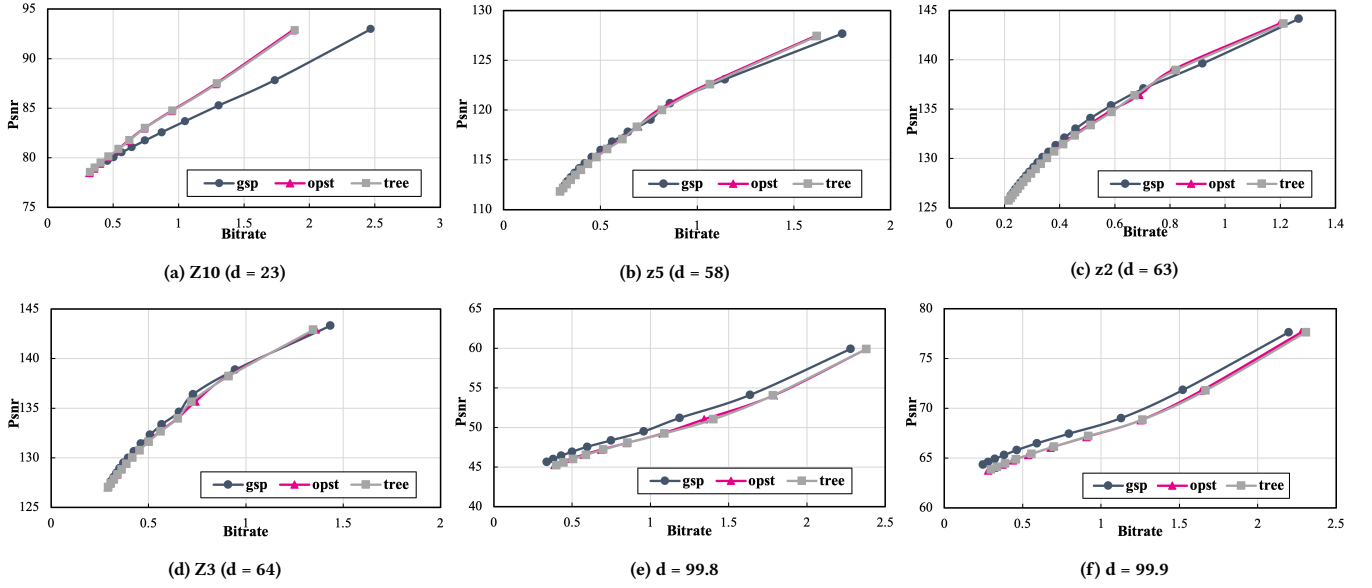 95
90
85
80
75
Psnr
0
0.5
1
1.5
2
2.5
3
Bitrate
gsp
opst
tree
(a) Z10 (d = 23)
130
125
120
115
110
Psnr
0
0.5
1
1.5
2
Bitrate
gsp
opst
tree
(b) z5 (d = 58)
145
140
135
130
125
Psnr
0
0.2
0.4
0.6
0.8
1
1.2
1.4
Bitrate
gsp
opst
tree
(c) z2 (d = 63)
145
140
135
130
125
Psnr
0
0.5
1
1.5
2
Bitrate
gsp
opst
tree
(d) Z3 (d = 64)
65
60
55
50
45
40
Psnr
0
0.5
1
1.5
2
2.5
Bitrate
gsp
opst
tree
(e) d = 99.8
80
75
70
65
60
Psnr
0
0.5
1
1.5
2
2.5
Bitrate
gsp
opst
tree
(f) d = 99.9